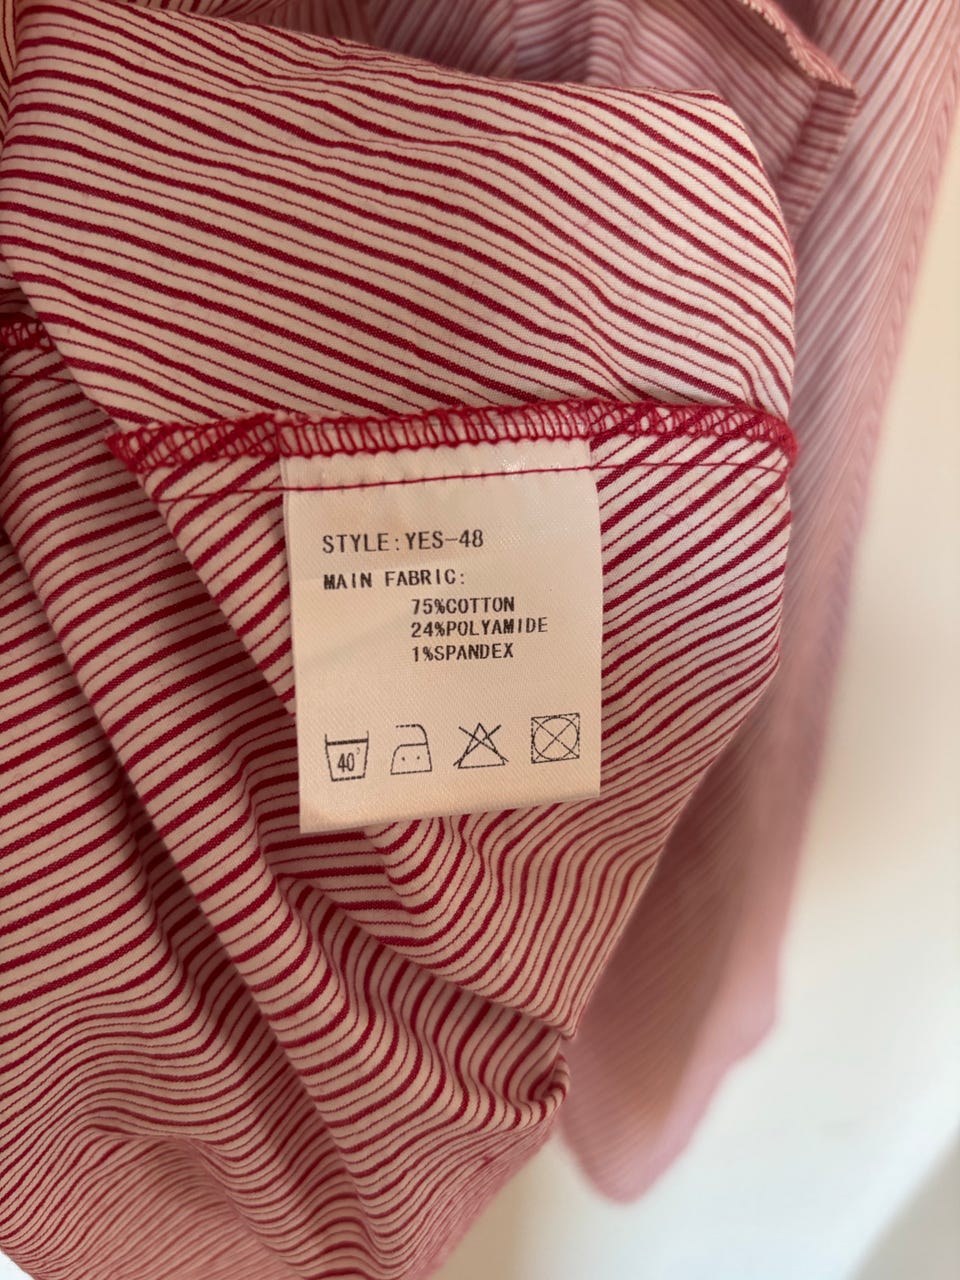 STYLE:YES-48
MAIN FABRIC:
75%COTTON
24%POLYAMIDE
1%SPANDEX
40°